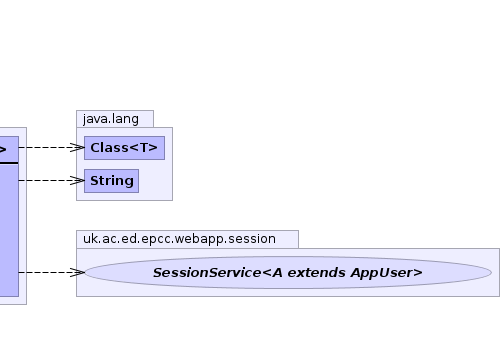 java.lang
>
Class<T>
String
uk.ac.ed.epcc.webapp.session
SessionService<A extends AppUser>